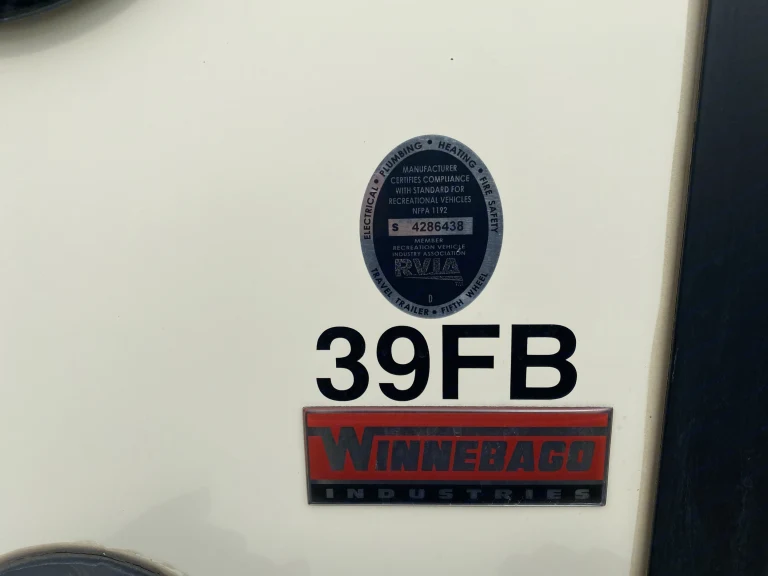 ELECTRICAL • PLUMBING • HEATING • FIRE SAFETY
MANUFACTURER
CERTIFIES COMPLIANCE
WITH STANDARD FOR
RECREATIONAL VEHICLES
NFPA 1192
S 4286438
MEMBER
RECREATION VEHICLE
INDUSTRY ASSOCIATION
RVIA
TM
D
TRAVEL TRAILER • FIFTH WHEEL
39FB
WINNEBAGO
INDUSTRIES